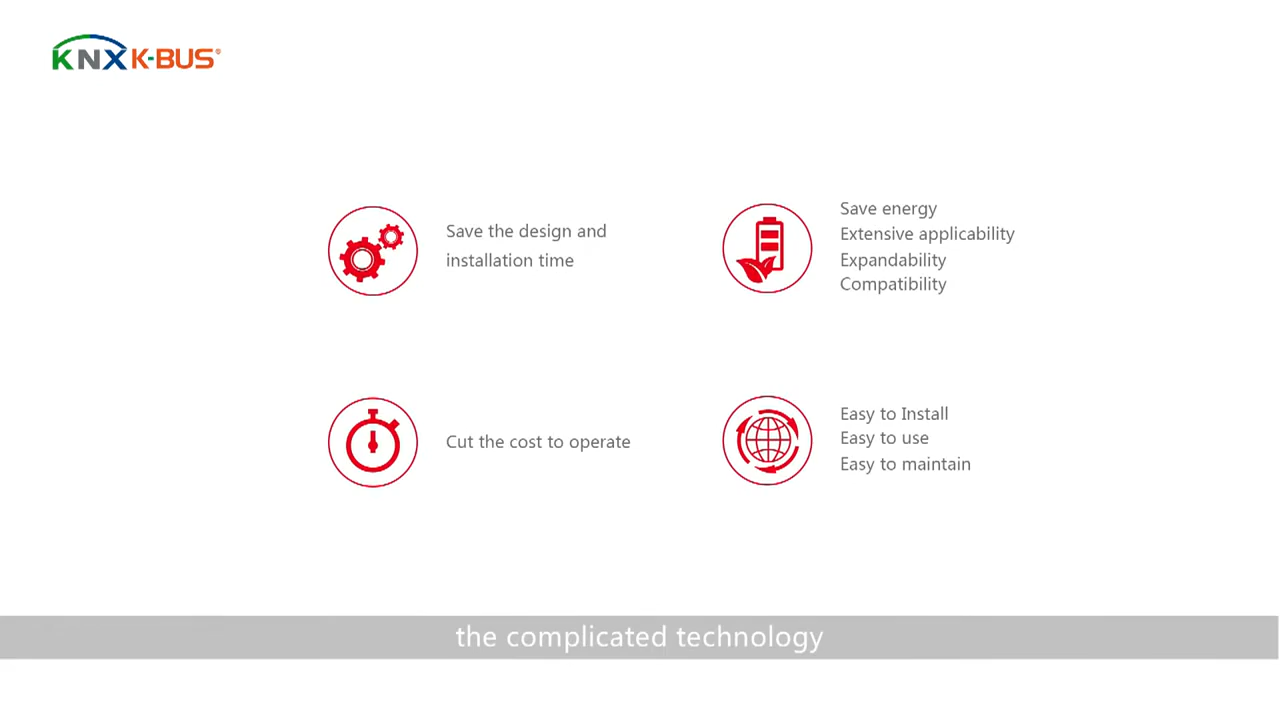 KNX K-BUS®
Save the design and
installation time
Save energy
Extensive applicability
Expandability
Compatibility
Cut the cost to operate
Easy to Install
Easy to use
Easy to maintain
the complicated technology